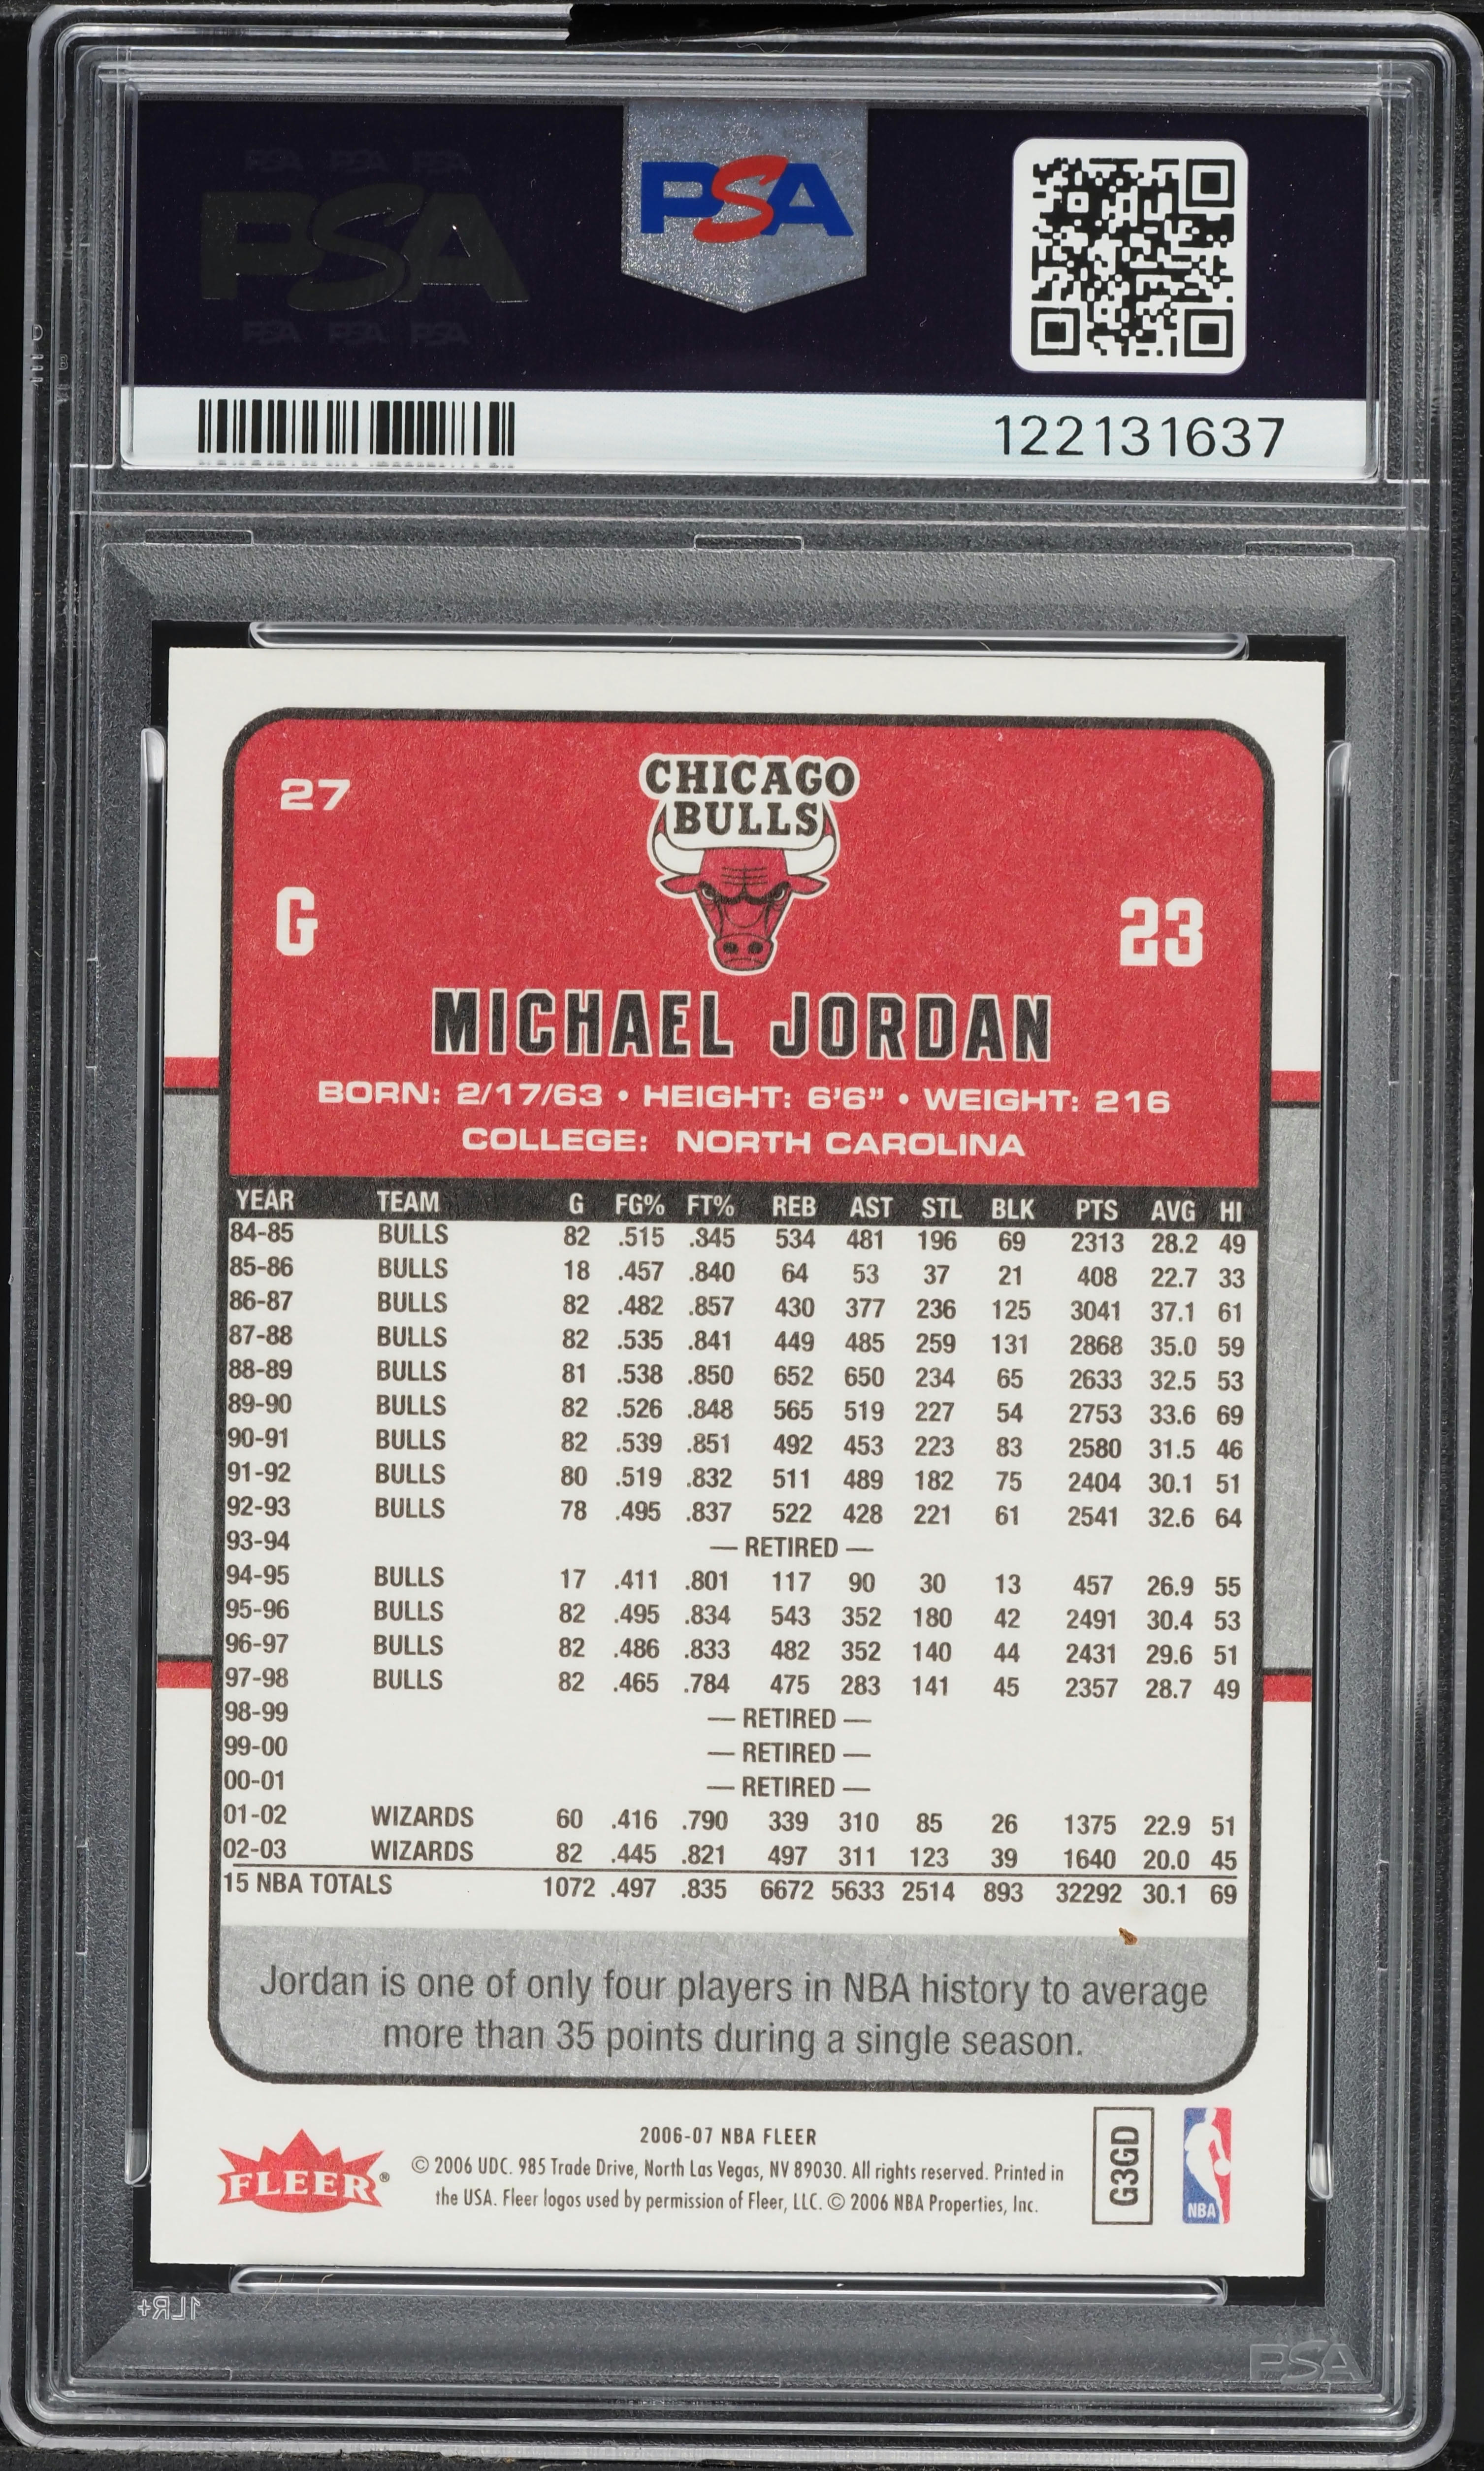 PSA PSA PSA
PSA
PSA PSA PSA
PSA
122131637
27
CHICAGO
BULLS
G
23
MICHAEL JORDAN
BORN: 2/17/63 • HEIGHT: 6'6" • WEIGHT: 216
COLLEGE: NORTH CAROLINA
YEAR TEAM G FG% FT% REB AST STL BLK PTS AVG HI
84-85 BULLS 82 .515 .845 534 481 196 69 2313 28.2 49
85-86 BULLS 18 .457 .840 64 53 37 21 408 22.7 33
86-87 BULLS 82 .482 .857 430 377 236 125 3041 37.1 61
87-88 BULLS 82 .535 .841 449 485 259 131 2868 35.0 59
88-89 BULLS 81 .538 .850 652 650 234 65 2633 32.5 53
89-90 BULLS 82 .526 .848 565 519 227 54 2753 33.6 69
90-91 BULLS 82 .539 .851 492 453 223 83 2580 31.5 46
91-92 BULLS 80 .519 .832 511 489 182 75 2404 30.1 51
92-93 BULLS 78 .495 .837 522 428 221 61 2541 32.6 64
93-94 — RETIRED —
94-95 BULLS 17 .411 .801 117 90 30 13 457 26.9 55
95-96 BULLS 82 .495 .834 543 352 180 42 2491 30.4 53
96-97 BULLS 82 .486 .833 482 352 140 44 2431 29.6 51
97-98 BULLS 82 .465 .784 475 283 141 45 2357 28.7 49
98-99 — RETIRED —
99-00 — RETIRED —
00-01 — RETIRED —
01-02 WIZARDS 60 .416 .790 339 310 85 26 1375 22.9 51
02-03 WIZARDS 82 .445 .821 497 311 123 39 1640 20.0 45
15 NBA TOTALS 1072 .497 .835 6672 5633 2514 893 32292 30.1 69
Jordan is one of only four players in NBA history to average
more than 35 points during a single season.
FLEER®
2006-07 NBA FLEER
© 2006 UDC. 985 Trade Drive, North Las Vegas, NV 89030. All rights reserved. Printed in
the USA. Fleer logos used by permission of Fleer, LLC. © 2006 NBA Properties, Inc.
G3GD
NBA
1LR+
PSA